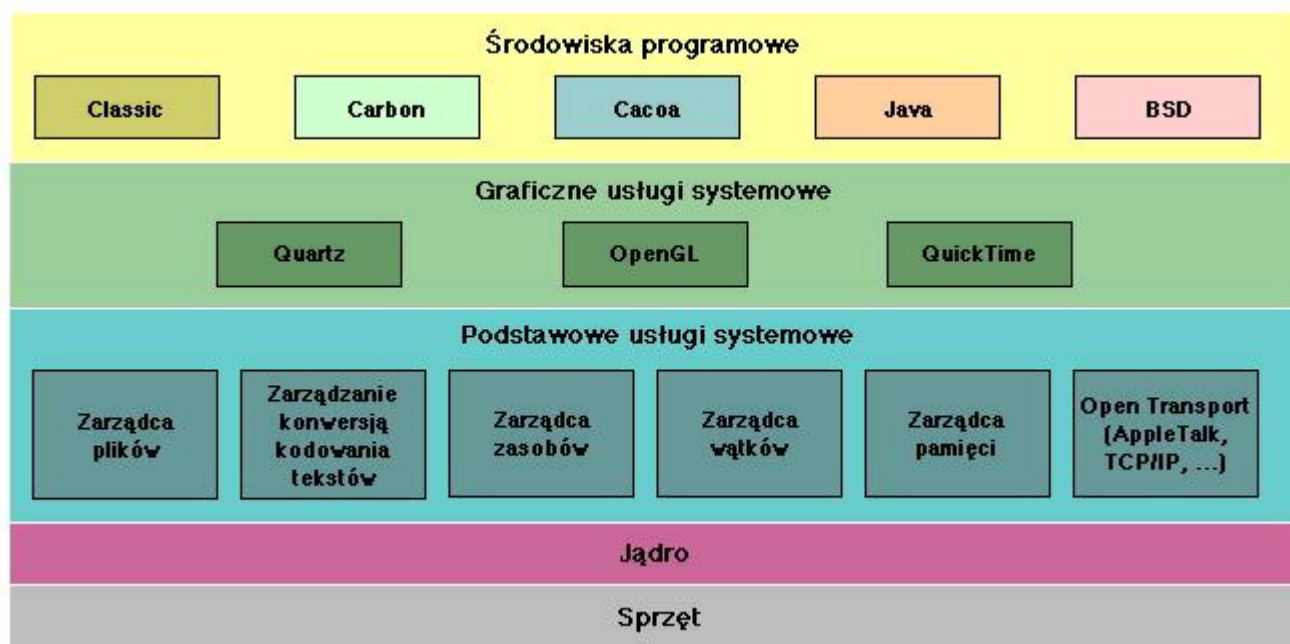 Środowiska programowe
Classic
Carbon
Cacoa
Java
BSD
Graficzne usługi systemowe
Quartz
OpenGL
QuickTime
Podstawowe usługi systemowe
Zarządca
plików
Zarządzanie
konwersją
kodowania
tekstów
Zarządca
zasobów
Zarządca
wątków
Zarządca
pamięci
Open Transport
(AppleTalk,
TCP/IP, ...)
Jądro
Sprzęt